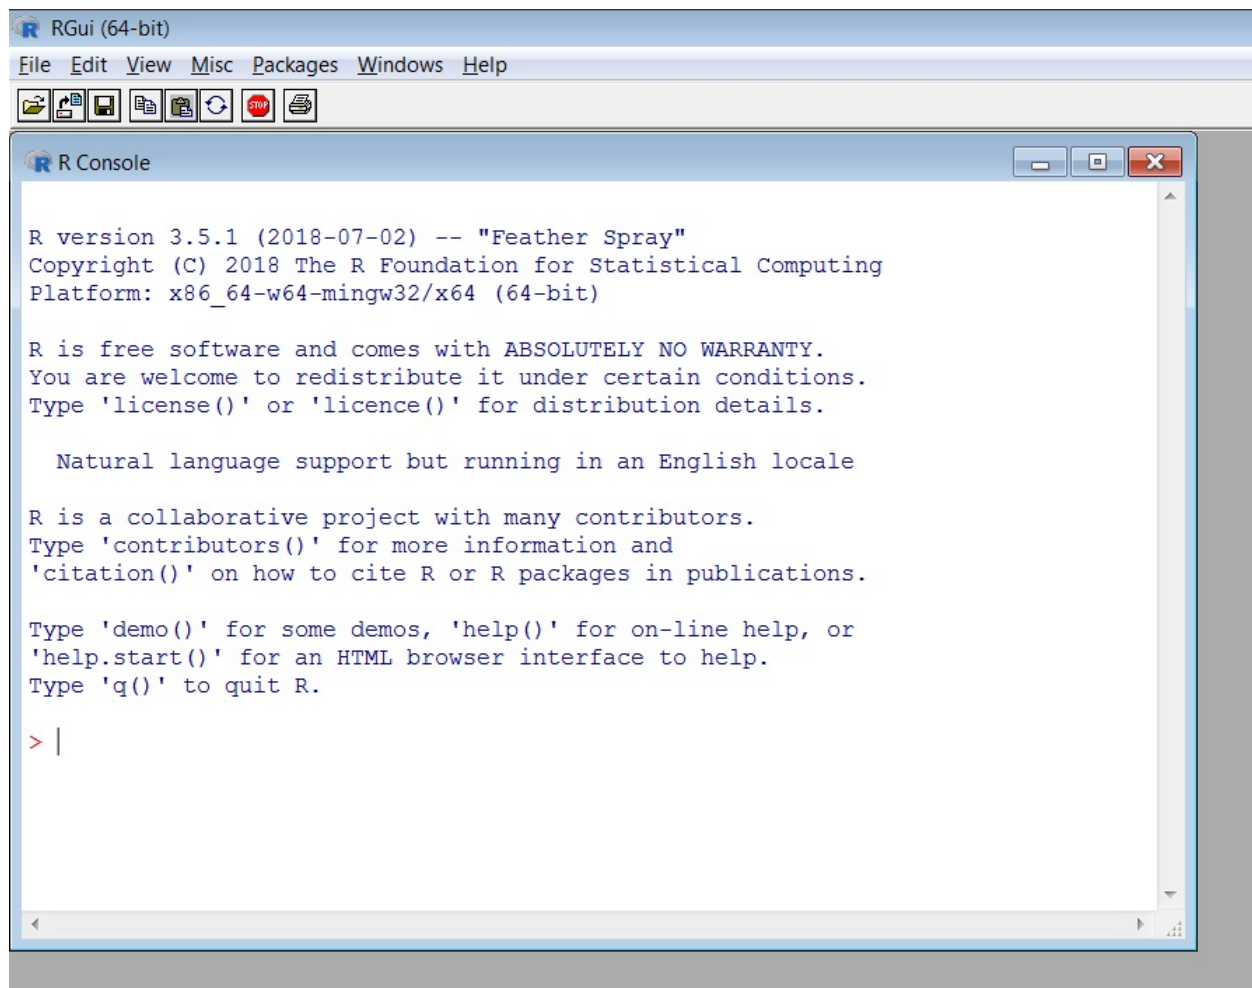 RGui (64-bit)
File Edit View Misc Packages Windows Help
STOP
R Console
R version 3.5.1 (2018-07-02) -- "Feather Spray"
Copyright (C) 2018 The R Foundation for Statistical Computing
Platform: x86_64-w64-mingw32/x64 (64-bit)
R is free software and comes with ABSOLUTELY NO WARRANTY.
You are welcome to redistribute it under certain conditions.
Type 'license()' or 'licence()' for distribution details.
Natural language support but running in an English locale
R is a collaborative project with many contributors.
Type 'contributors()' for more information and
'citation()' on how to cite R or R packages in publications.
Type 'demo()' for some demos, 'help()' for on-line help, or
'help.start()' for an HTML browser interface to help.
Type 'q()' to quit R.
>